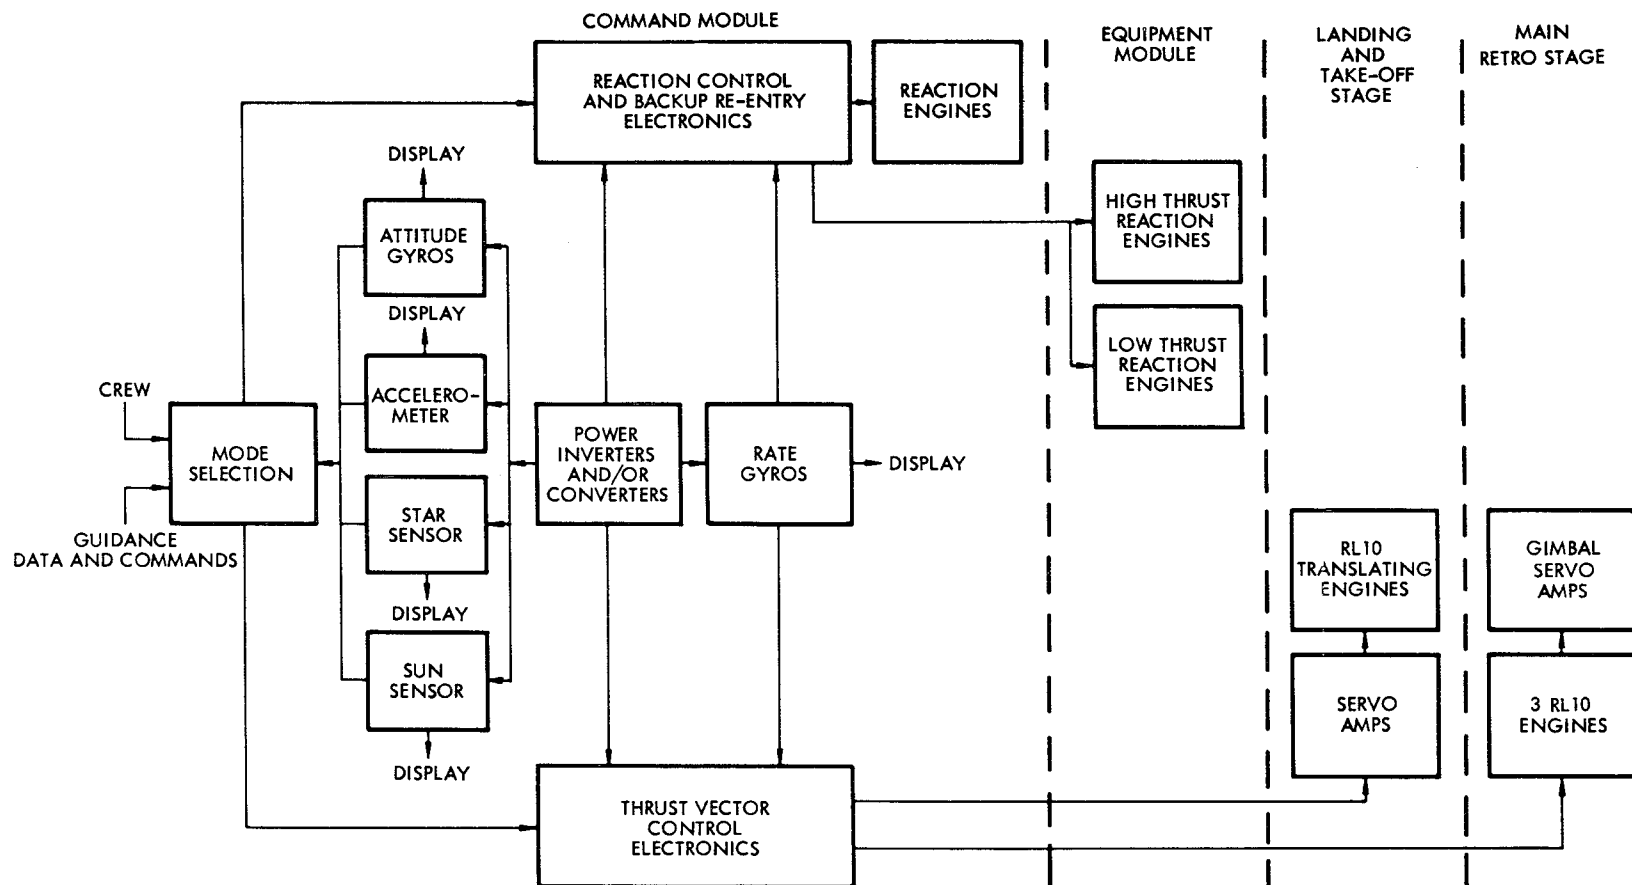 COMMAND MODULE
EQUIPMENT
MODULE
LANDING
AND
TAKE-OFF
STAGE
MAIN
RETRO STAGE
REACTION CONTROL
AND BACKUP RE-ENTRY
ELECTRONICS
REACTION
ENGINES
DISPLAY
ATTITUDE
GYROS
HIGH THRUST
REACTION
ENGINES
DISPLAY
ACCELERO-
METER
LOW THRUST
REACTION
ENGINES
CREW
MODE
SELECTION
POWER
INVERTERS
AND/OR
CONVERTERS
RATE
GYROS
DISPLAY
GUIDANCE
DATA AND COMMANDS
STAR
SENSOR
DISPLAY
RL10
TRANSLATING
ENGINES
GIMBAL
SERVO
AMPS
SUN
SENSOR
DISPLAY
SERVO
AMPS
3 RL10
ENGINES
THRUST VECTOR
CONTROL
ELECTRONICS